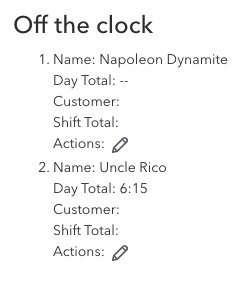 Off the clock
1. Name: Napoleon Dynamite
Day Total: --
Customer:
Shift Total:
Actions:
2. Name: Uncle Rico
Day Total: 6:15
Customer:
Shift Total:
Actions: